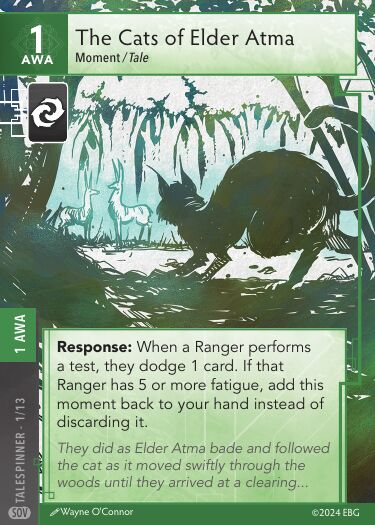 1
AWA
The Cats of Elder Atma
Moment / Tale
1 AWA
Response: When a Ranger performs
a test, they dodge 1 card. If that
Ranger has 5 or more fatigue, add this
moment back to your hand instead of
discarding it.
They did as Elder Atma bade and followed
the cat as it moved swiftly through the
woods until they arrived at a clearing...
SOV TALESPINNER - 1/13
Wayne O'Connor
©2024 EBG